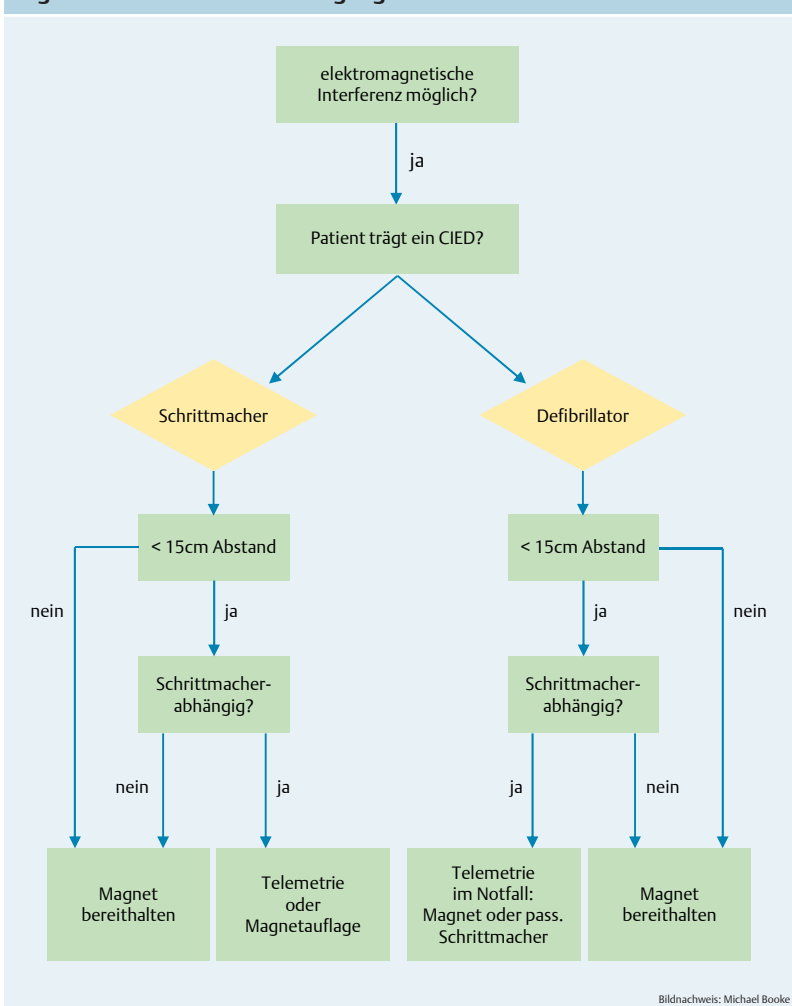 elektromagnetische
Interferenz möglich?
ja
Patient trägt ein CIED?
Schrittmacher
Defibrillator
< 15cm Abstand
< 15cm Abstand
nein
ja
ja
nein
Schrittmacher-
abhängig?
Schrittmacher-
abhängig?
nein
ja
ja
nein
Magnet
bereithalten
Telemetrie
oder
Magnetauflage
Telemetrie
im Notfall:
Magnet oder pass.
Schrittmacher
Magnet
bereithalten
Bildnachweis: Michael Booke